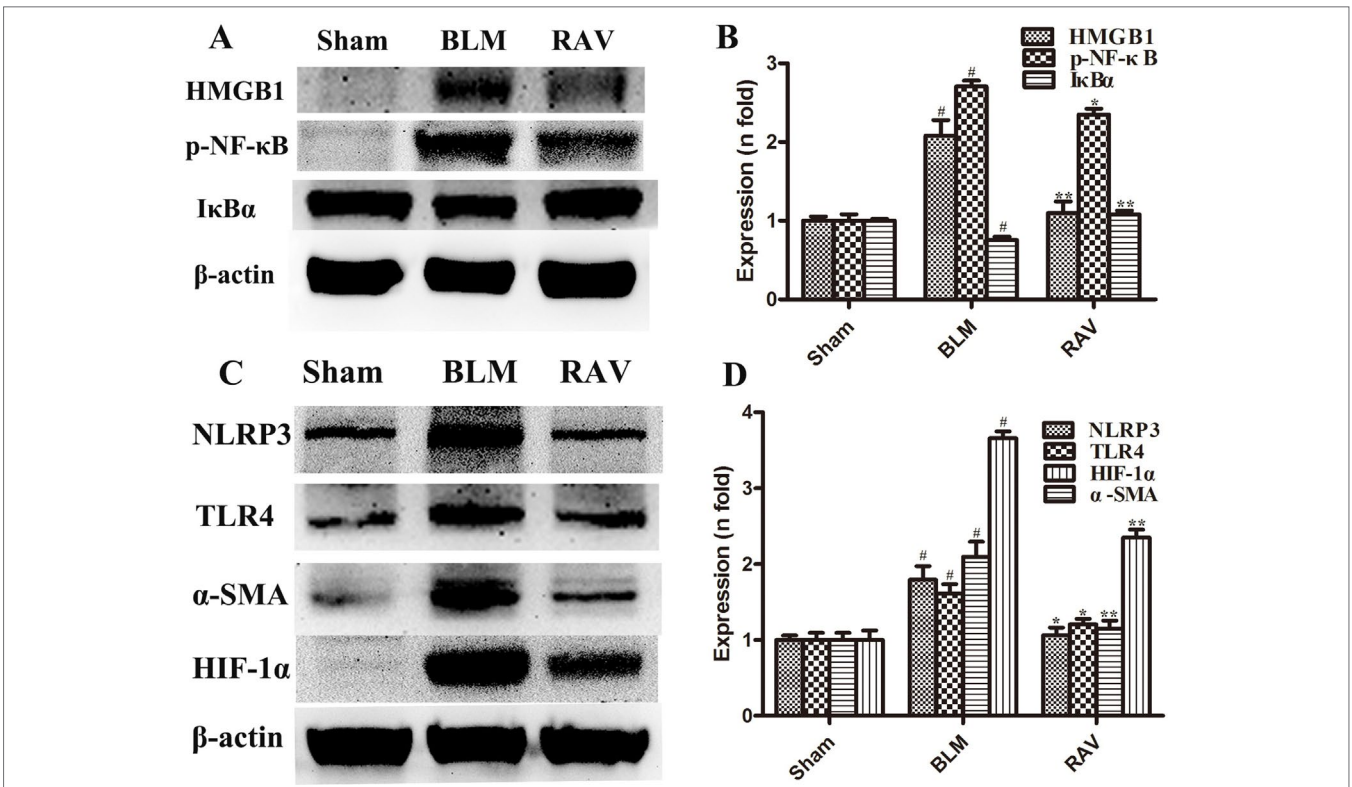 A
Sham BLM RAV
HMGB1
p-NF-κB
IκBα
β-actin
B
HMGB1
p-NF-κ B
IκBα
Expression (n fold)
3
2
1
0
# #
#
** * **
Sham BLM RAV
C
Sham BLM RAV
NLRP3
TLR4
α-SMA
HIF-1α
β-actin
D
NLRP3
TLR4
HIF-1α
α -SMA
Expression (n fold)
4
3
2
1
0
# # # #
* * ** **
Sham BLM RAV